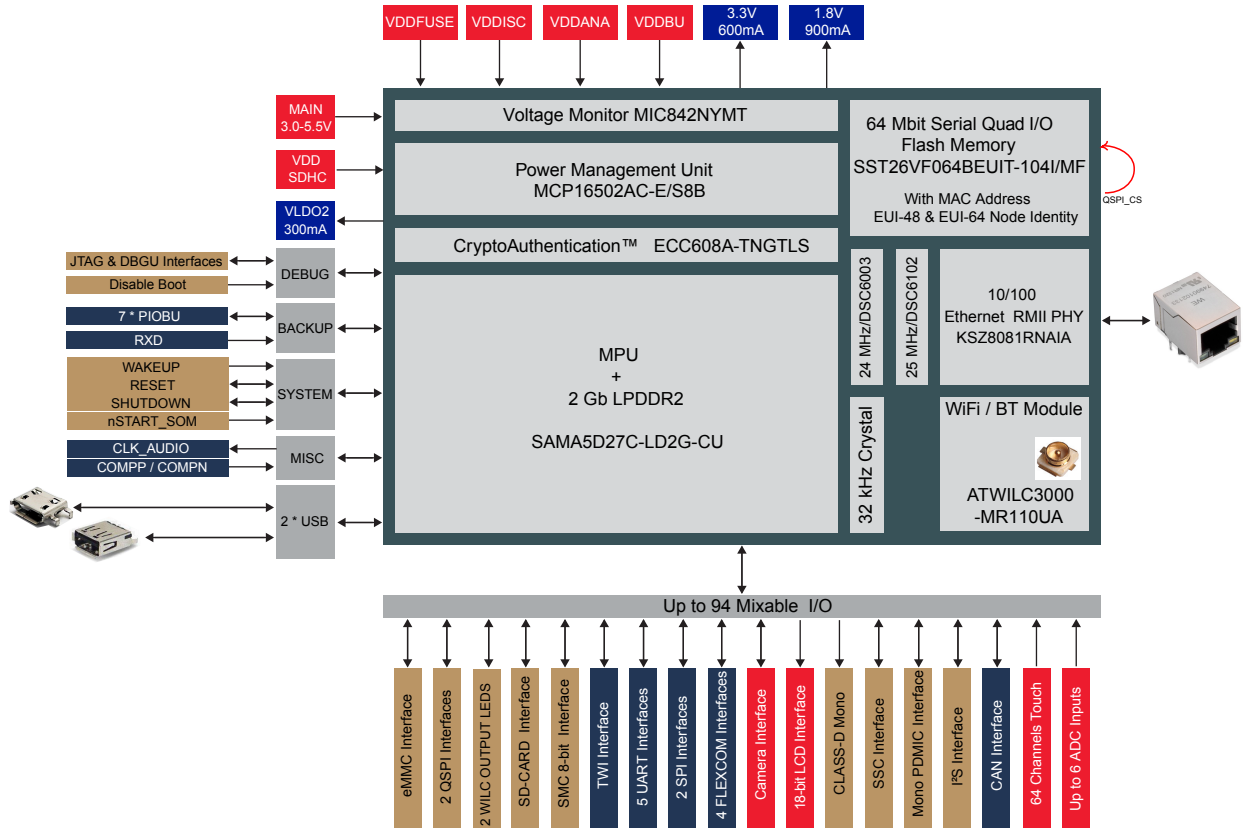 VDDFUSE
VDDISC
VDDANA
VDDBU
3.3V
600mA
1.8V
900mA
MAIN
3.0-5.5V
VDD
SDHC
VLDO2
300mA
Voltage Monitor MIC842NYMT
Power Management Unit
MCP16502AC-E/S8B
CryptoAuthentication™ ECC608A-TNGTLS
64 Mbit Serial Quad I/O
Flash Memory
SST26VF064BEUIT-104I/MF
With MAC Address
EUI-48 & EUI-64 Node Identity
QSPI_CS
JTAG & DBGU Interfaces
Disable Boot
DEBUG
7 * PIOBU
RXD
BACKUP
WAKEUP
RESET
SHUTDOWN
nSTART_SOM
SYSTEM
CLK_AUDIO
COMPP / COMPN
MISC
2 * USB
MPU
+
2 Gb LPDDR2
SAMA5D27C-LD2G-CU
24 MHz/DSC6003
25 MHz/DSC6102
32 kHz Crystal
10/100
Ethernet RMII PHY
KSZ8081RNAIA
WiFi / BT Module
ATWILC3000
-MR110UA
Up to 94 Mixable I/O
eMMC Interface
2 QSPI Interfaces
2 WILC OUTPUT LEDS
SD-CARD Interface
SMC 8-bit Interface
TWI Interface
5 UART Interfaces
2 SPI Interfaces
4 FLEXCOM Interfaces
Camera Interface
18-bit LCD Interface
CLASS-D Mono
SSC Interface
Mono PDMIC Interface
I²S Interface
CAN Interface
64 Channels Touch
Up to 6 ADC Inputs